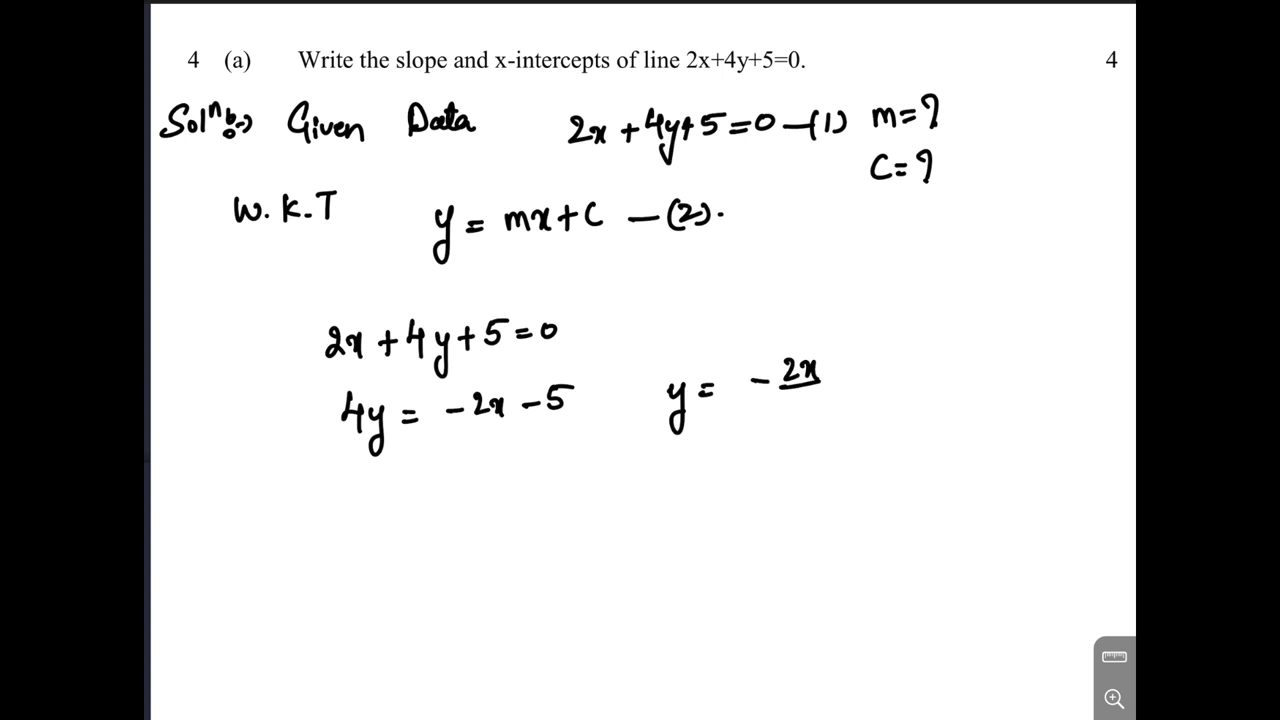 4 (a) Write the slope and x-intercepts of line 2x+4y+5=0. 4
Soln:-> Given Data 2x + 4y + 5 = 0 —(1) m = ?
C = ?
W.K.T y = mx + C —(2).
2x + 4y + 5 = 0
4y = -2x - 5 y = - 2x